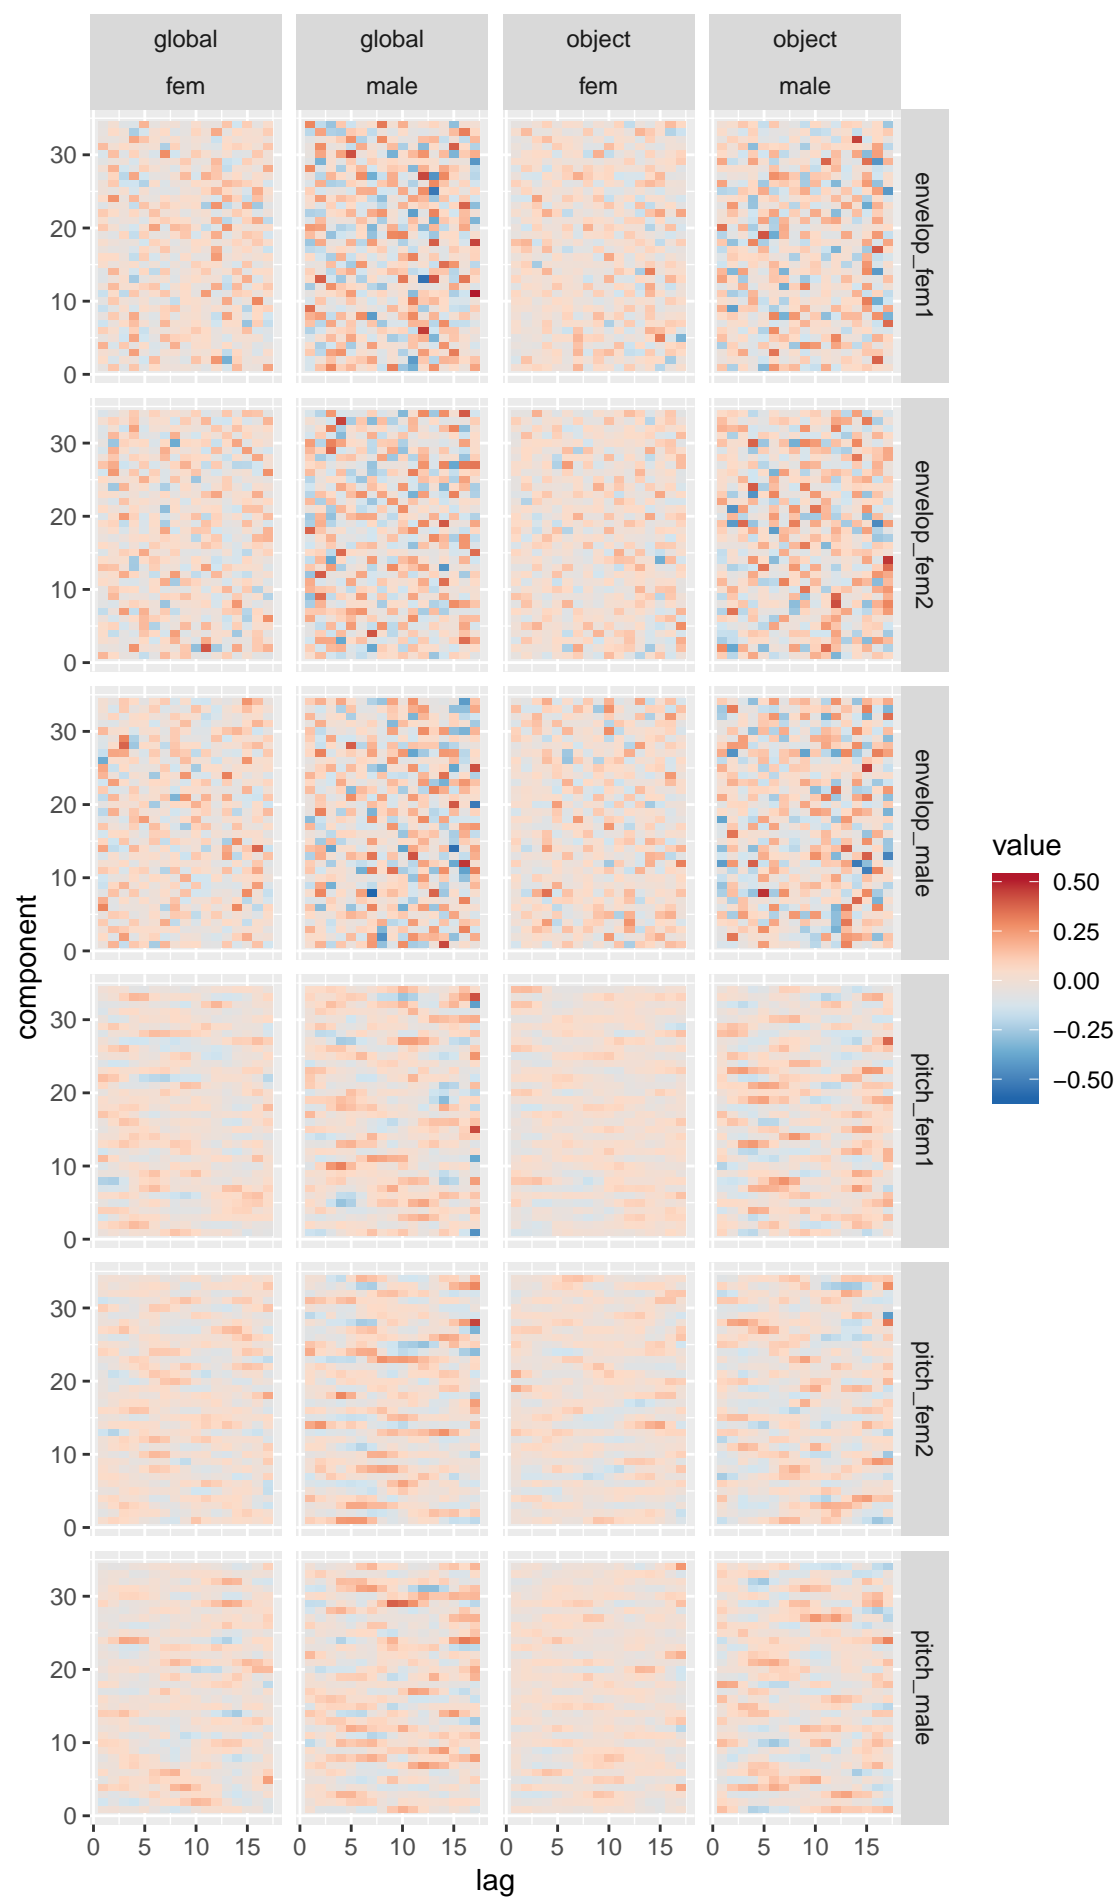 global global object object
fem male fem male
30
20
10
0
envelop_fem1
30
20
10
0
envelop_fem2
30
20
10
0
envelop_male
30
20
10
0
pitch_fem1
30
20
10
0
pitch_fem2
30
20
10
0
pitch_male
0 5 10 15 0 5 10 15 0 5 10 15 0 5 10 15
lag
component
value
0.50
0.25
0.00
−0.25
−0.50